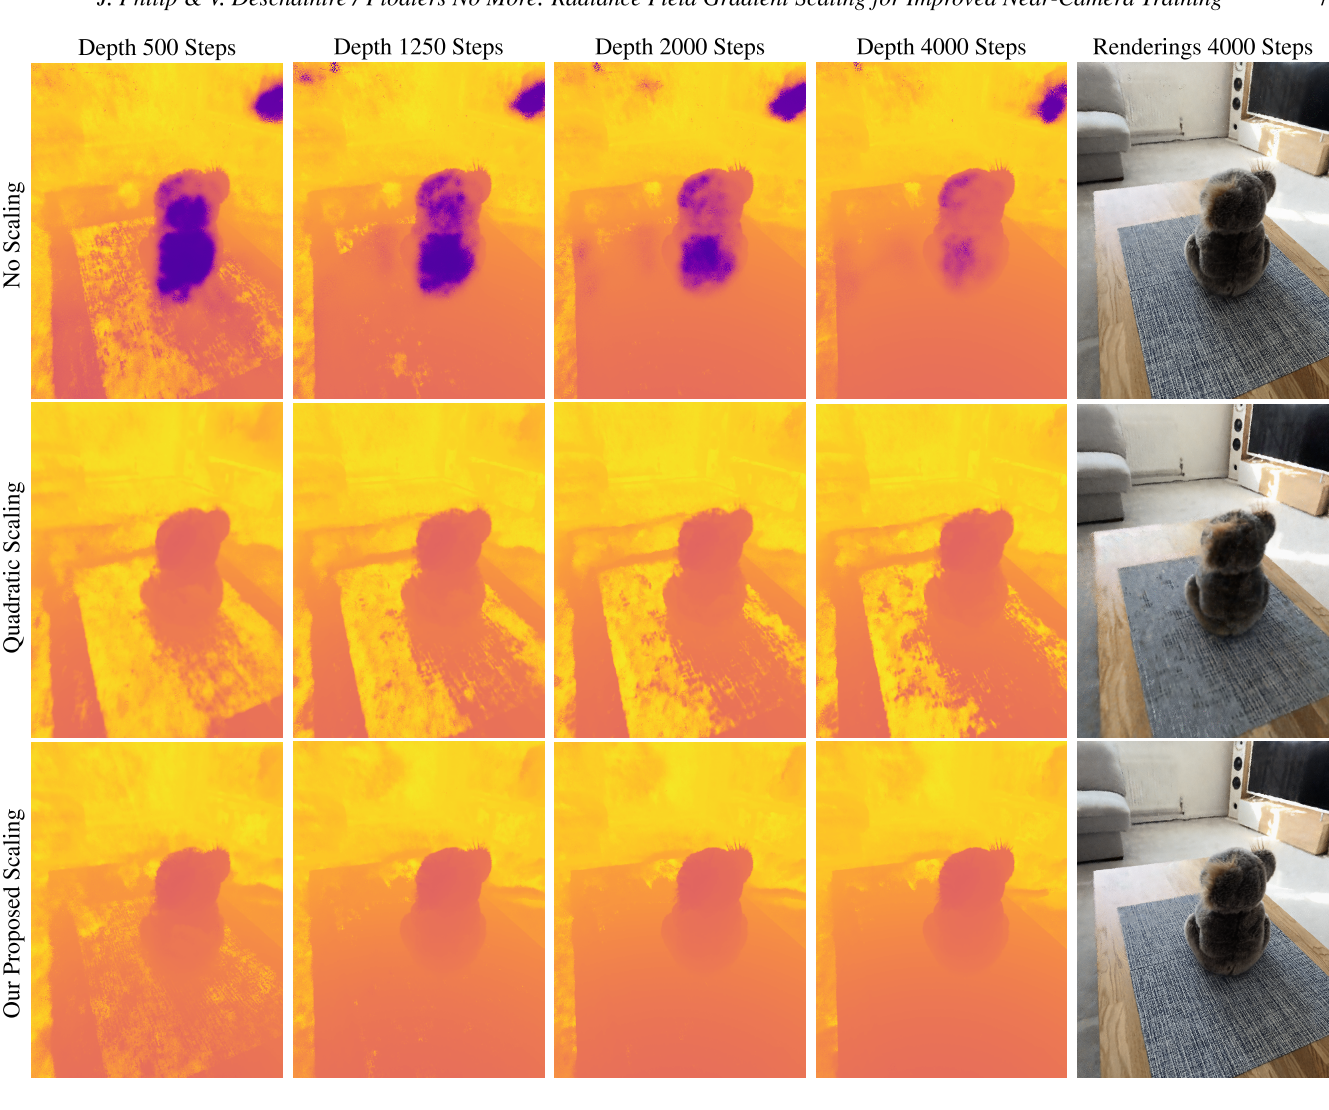 J. Philip & V. Deschaintre / Floaters No More: Radiance Field Gradient Scaling for Improved Near-Camera Training
Depth 500 Steps Depth 1250 Steps Depth 2000 Steps Depth 4000 Steps Renderings 4000 Steps
No Scaling
Quadratic Scaling
Our Proposed Scaling